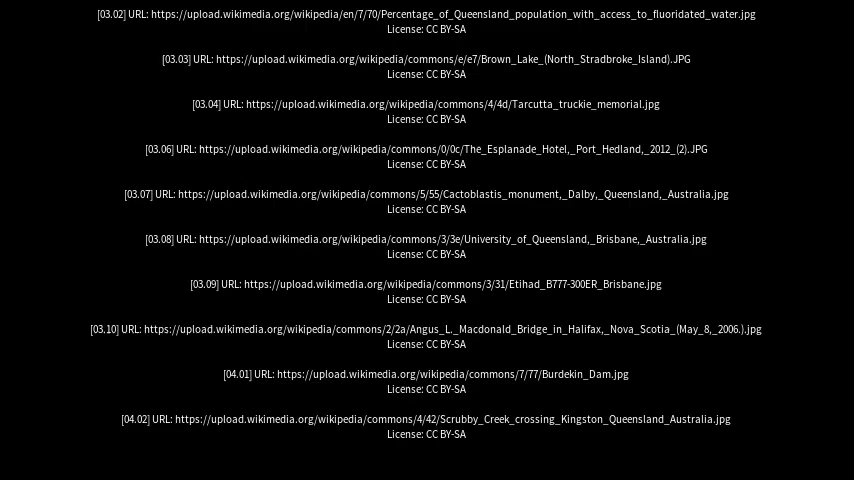 [03.02] URL: https://upload.wikimedia.org/wikipedia/en/7/70/Percentage_of_Queensland_population_with_access_to_fluoridated_water.jpg
License: CC BY-SA
[03.03] URL: https://upload.wikimedia.org/wikipedia/commons/e/e7/Brown_Lake_(North_Stradbroke_Island).JPG
License: CC BY-SA
[03.04] URL: https://upload.wikimedia.org/wikipedia/commons/4/4d/Tarcutta_truckie_memorial.jpg
License: CC BY-SA
[03.06] URL: https://upload.wikimedia.org/wikipedia/commons/0/0c/The_Esplanade_Hotel,_Port_Hedland,_2012_(2).JPG
License: CC BY-SA
[03.07] URL: https://upload.wikimedia.org/wikipedia/commons/5/55/Cactoblastis_monument,_Dalby,_Queensland,_Australia.jpg
License: CC BY-SA
[03.08] URL: https://upload.wikimedia.org/wikipedia/commons/3/3e/University_of_Queensland,_Brisbane,_Australia.jpg
License: CC BY-SA
[03.09] URL: https://upload.wikimedia.org/wikipedia/commons/3/31/Etihad_B777-300ER_Brisbane.jpg
License: CC BY-SA
[03.10] URL: https://upload.wikimedia.org/wikipedia/commons/2/2a/Angus_L._Macdonald_Bridge_in_Halifax,_Nova_Scotia_(May_8,_2006.).jpg
License: CC BY-SA
[04.01] URL: https://upload.wikimedia.org/wikipedia/commons/7/77/Burdekin_Dam.jpg
License: CC BY-SA
[04.02] URL: https://upload.wikimedia.org/wikipedia/commons/4/42/Scrubby_Creek_crossing_Kingston_Queensland_Australia.jpg
License: CC BY-SA